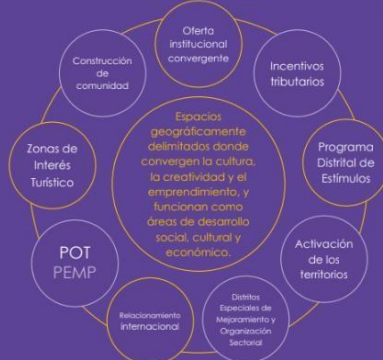 Oferta
institucional
convergente
Construcción
de
comunidad
Incentivos
tributarios
Espacios
geográficamente
delimitados donde
convergen la cultura,
la creatividad y el
emprendimiento, y
funcionan como
áreas de desarrollo
social, cultural y
económico.
Zonas de
Interés
Turístico
Programa
Distrital de
Estímulos
POT
PEMP
Activación
de los
territorios
Relacionamiento
internacional
Distritos
Especiales de
Mejoramiento y
Organización
Sectorial